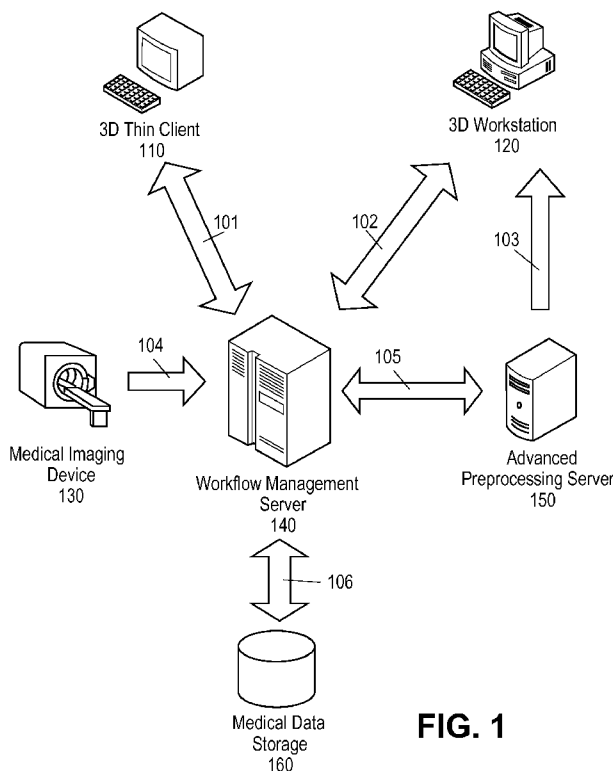 3D Thin Client
110
3D Workstation
120
101
102
103
104
105
Medical Imaging
Device
130
Workflow Management
Server
140
Advanced
Preprocessing Server
150
106
Medical Data
Storage
160
FIG. 1